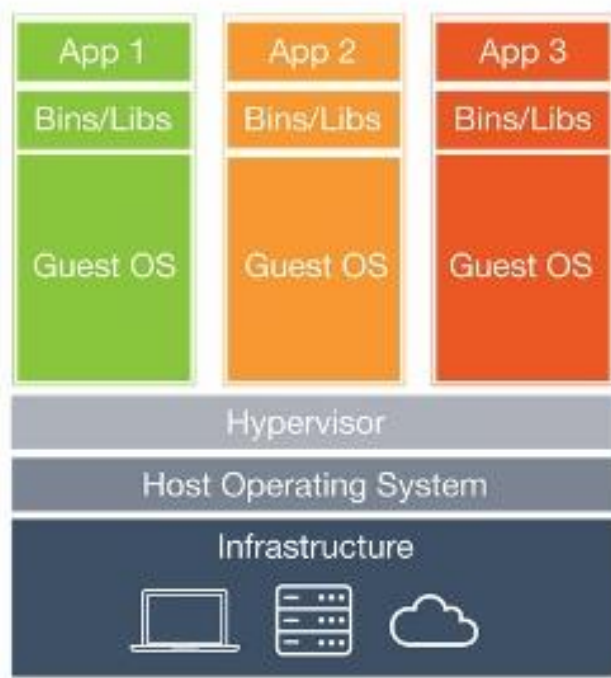 App 1
App 2
App 3
Bins/Libs
Bins/Libs
Bins/Libs
Guest OS
Guest OS
Guest OS
Hypervisor
Host Operating System
Infrastructure